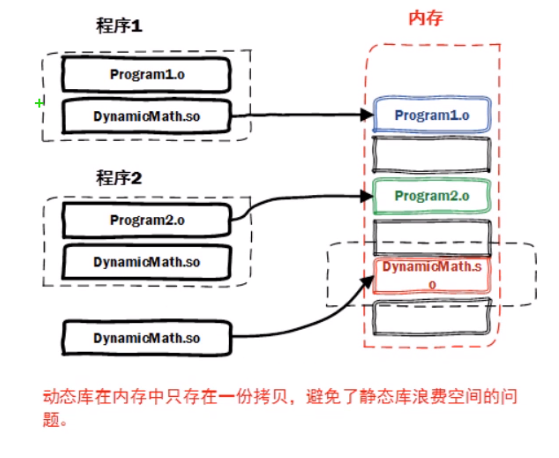 程序1
Program1.o
DynamicMath.so
程序2
Program2.o
DynamicMath.so
DynamicMath.so
内存
Program1.o
Program2.o
DynamicMath.s
o
动态库在内存中只存在一份拷贝，避免了静态库浪费空间的问
题。